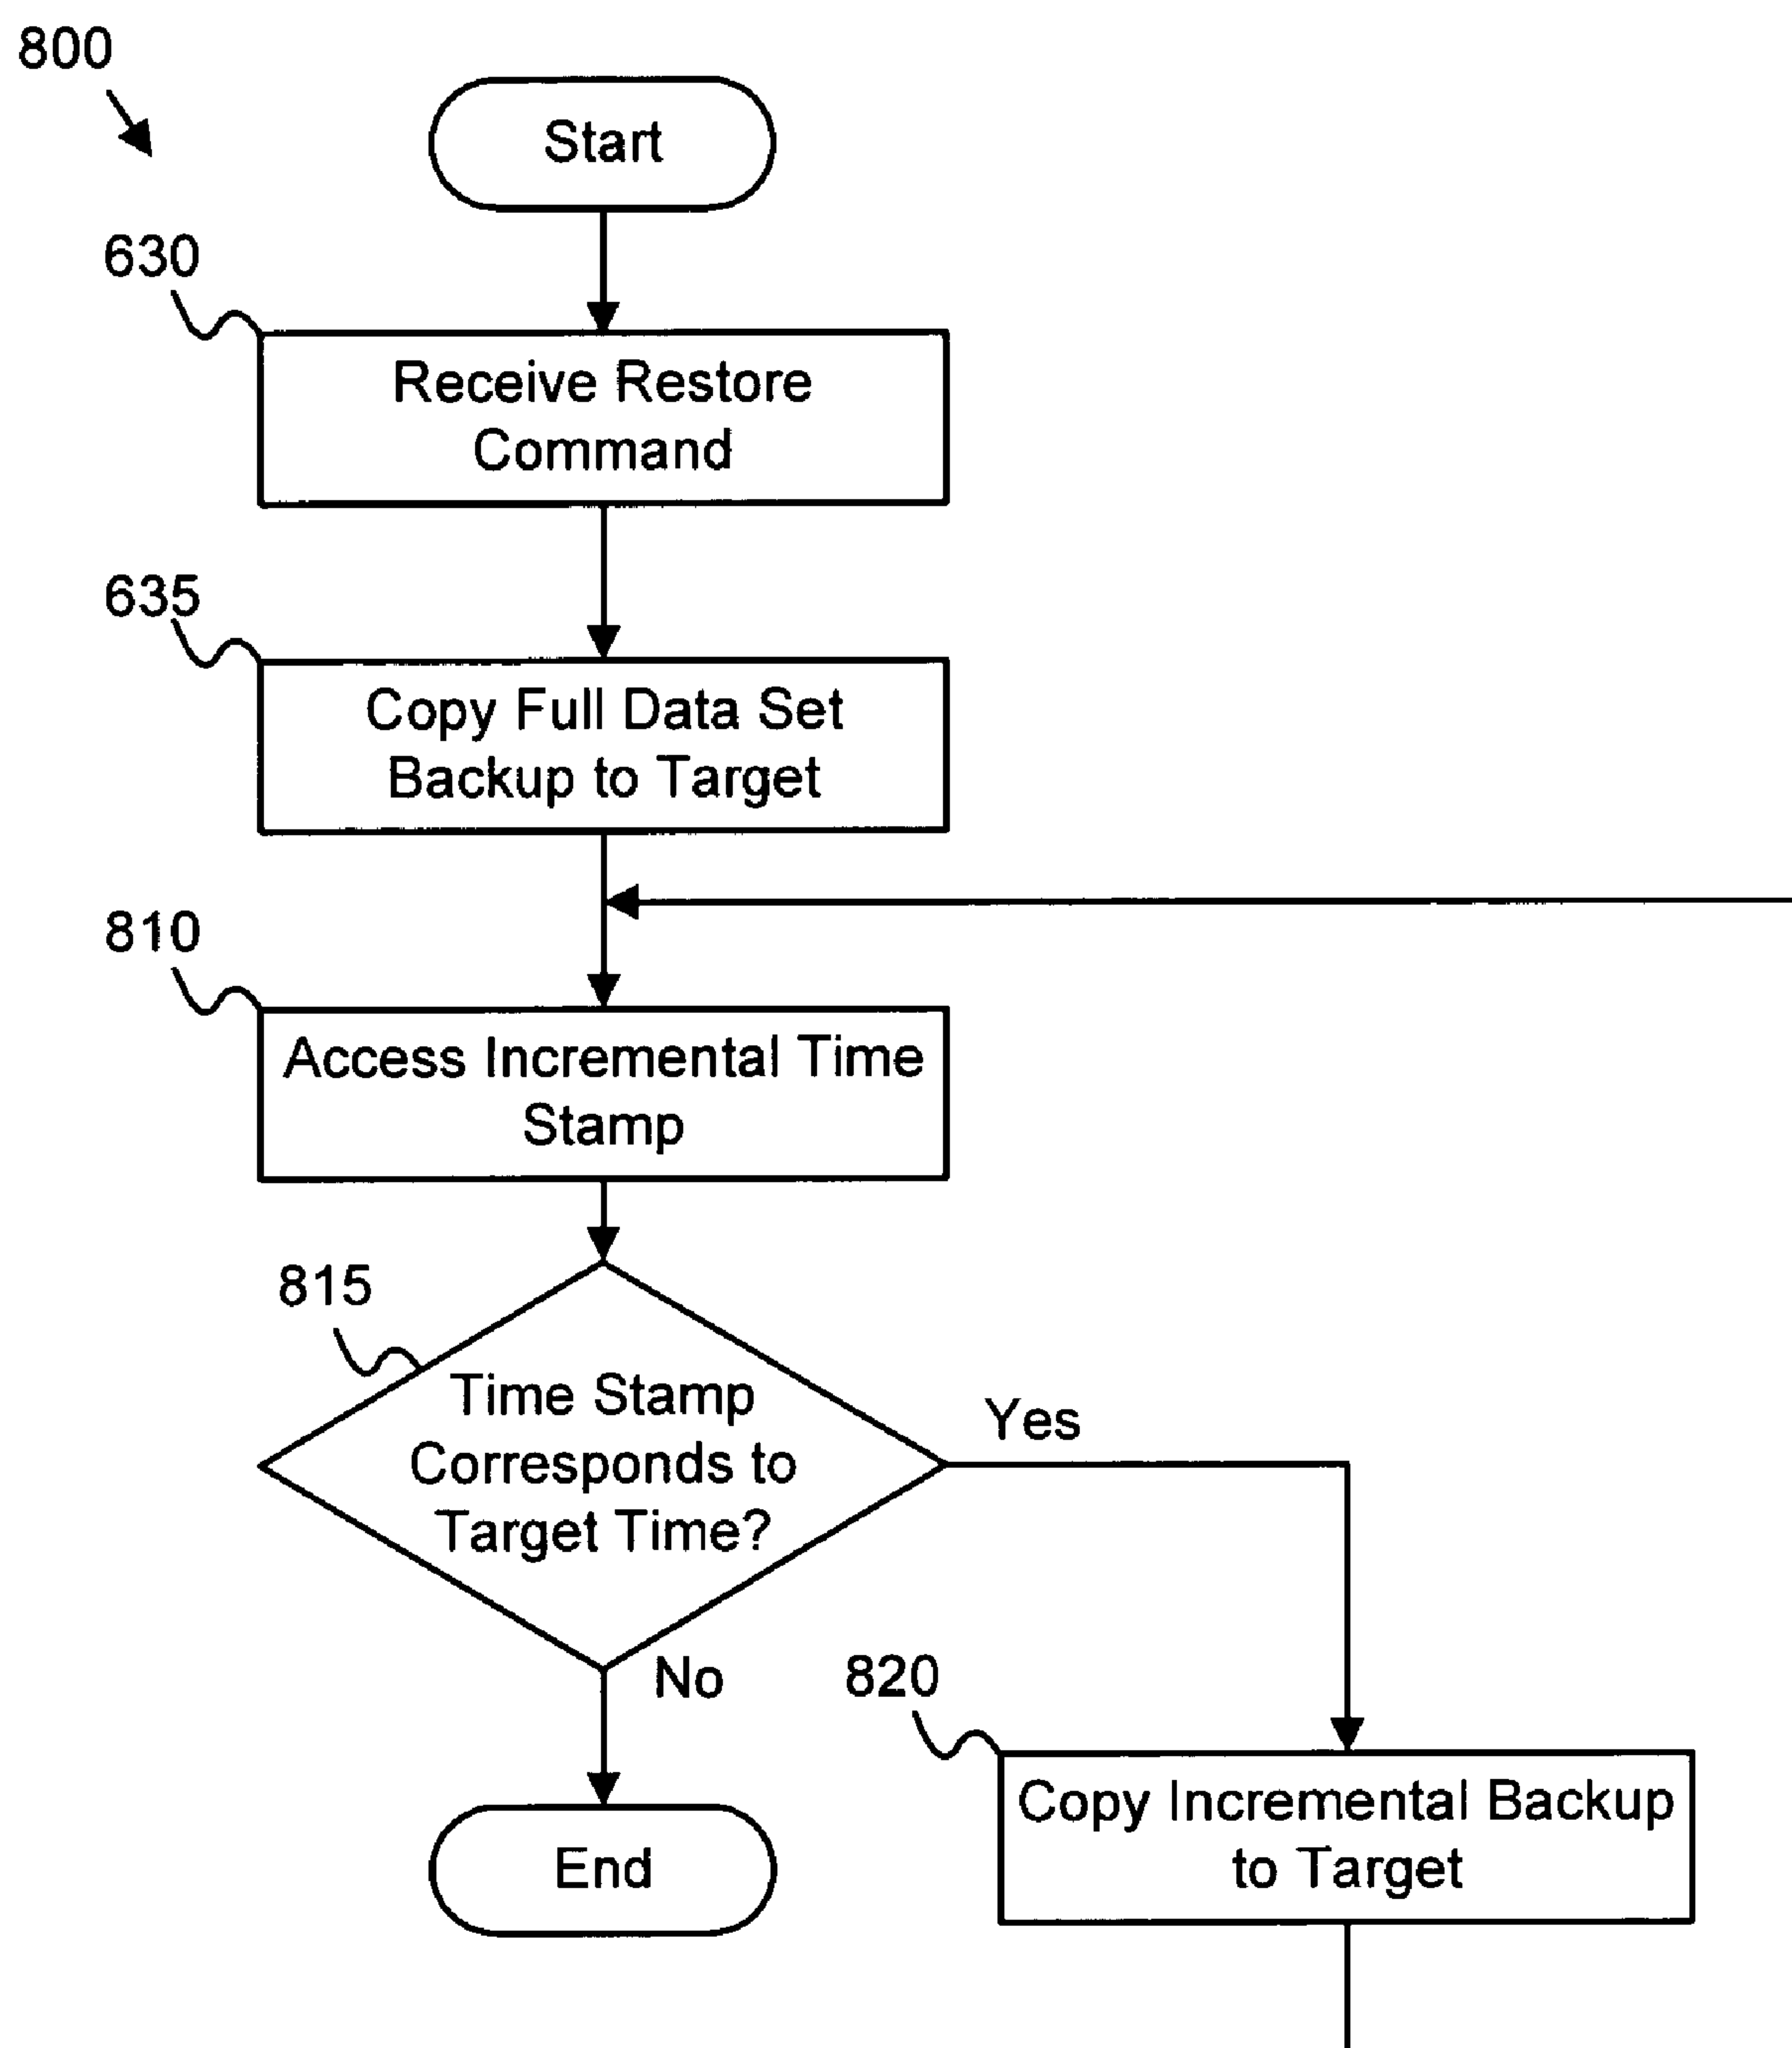 800
Start
630
Receive Restore
Command
635
Copy Full Data Set
Backup to Target
810
Access Incremental Time
Stamp
815
Time Stamp
Corresponds to
Target Time?
Yes
No
820
Copy Incremental Backup
to Target
End